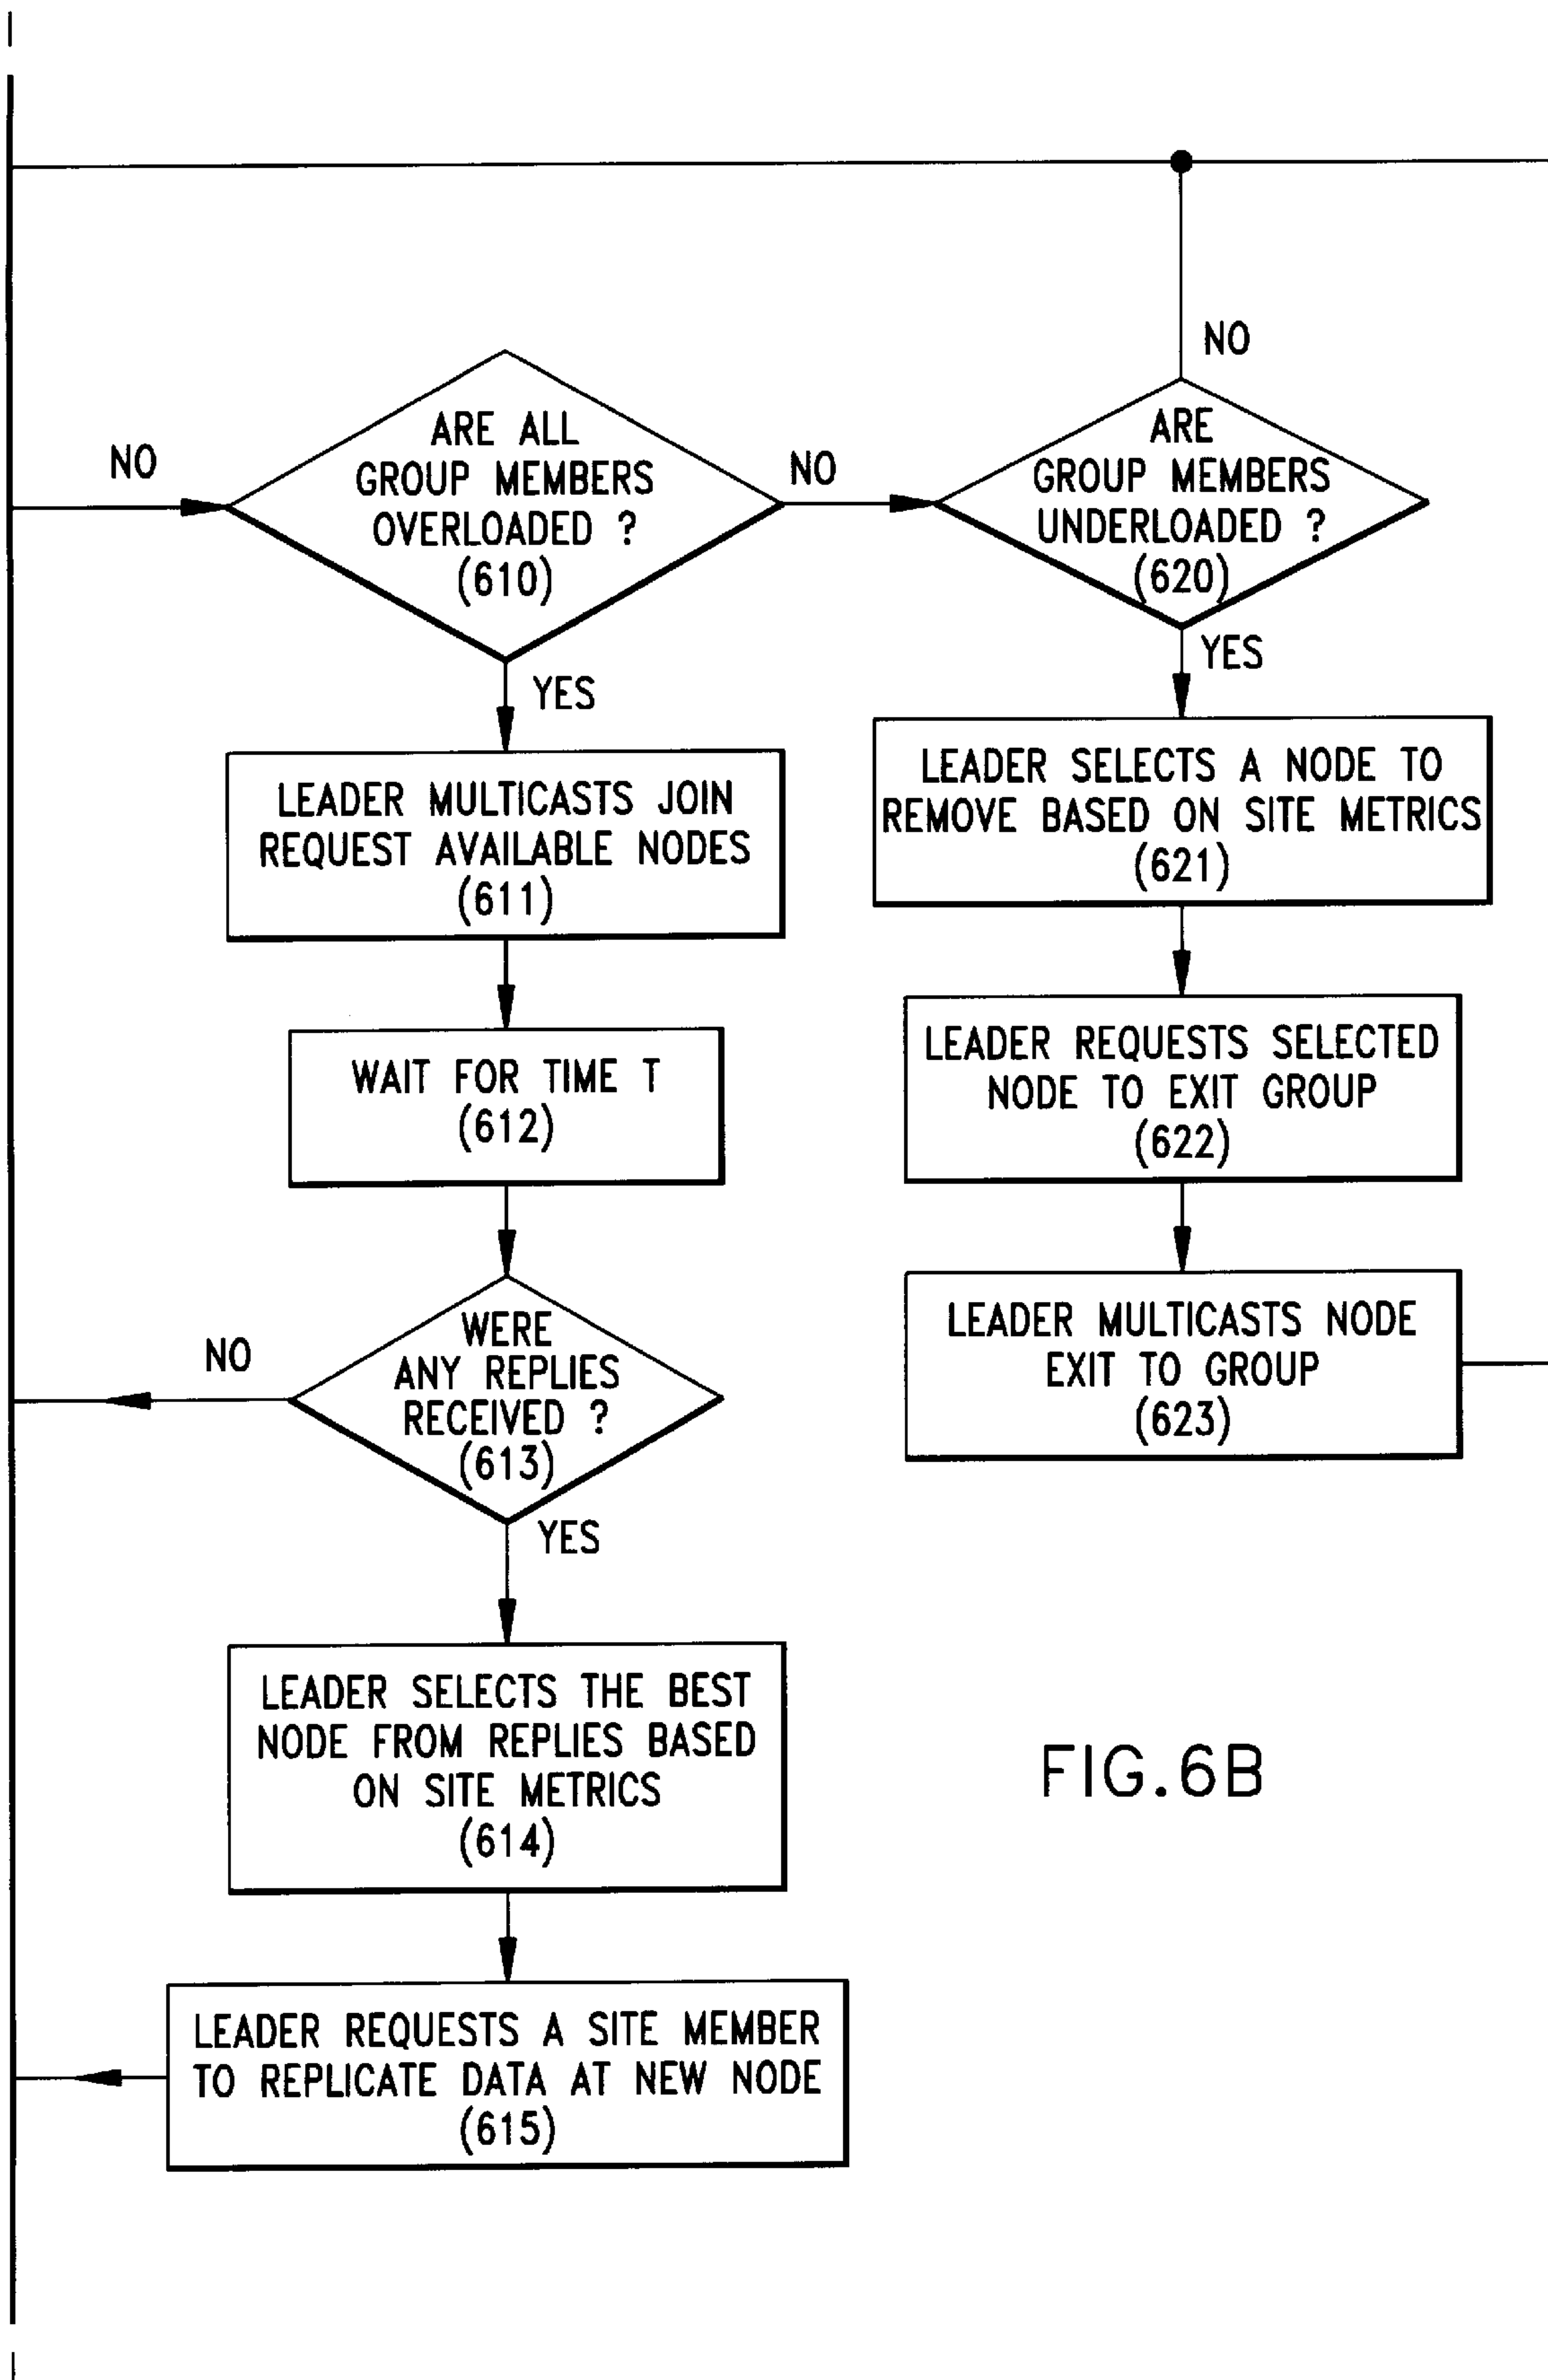 NO
ARE ALL
GROUP MEMBERS
OVERLOADED ?
(610)
NO
NO
ARE
GROUP MEMBERS
UNDERLOADED ?
(620)
YES
LEADER MULTICASTS JOIN
REQUEST AVAILABLE NODES
(611)
WAIT FOR TIME T
(612)
WERE
ANY REPLIES
RECEIVED ?
(613)
NO
YES
LEADER SELECTS THE BEST
NODE FROM REPLIES BASED
ON SITE METRICS
(614)
LEADER REQUESTS A SITE MEMBER
TO REPLICATE DATA AT NEW NODE
(615)
YES
LEADER SELECTS A NODE TO
REMOVE BASED ON SITE METRICS
(621)
LEADER REQUESTS SELECTED
NODE TO EXIT GROUP
(622)
LEADER MULTICASTS NODE
EXIT TO GROUP
(623)
FIG.6B